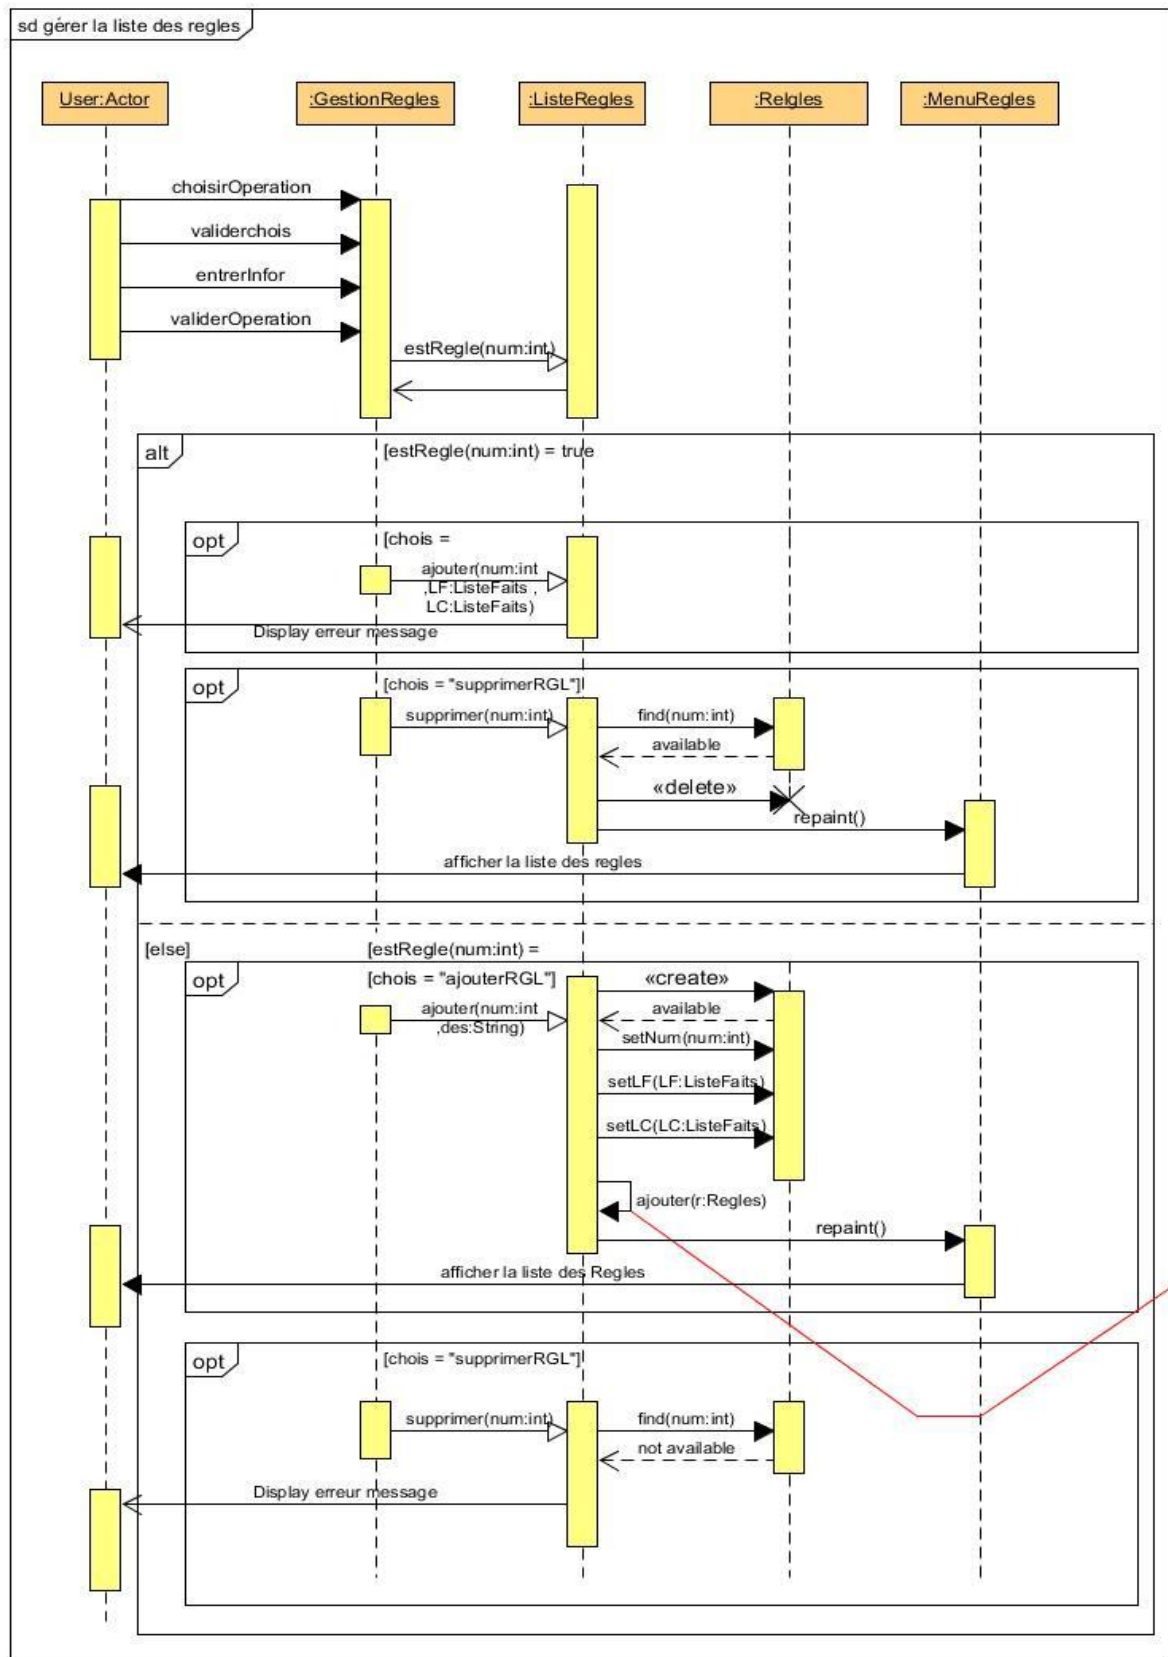 sd gérer la liste des regles
User:Actor
:GestionRegles
:ListeRegles
:Relgles
:MenuRegles
choisirOperation
validerchois
entrerInfor
validerOperation
estRegle(num:int)
alt
[estRegle(num:int) = true
opt
[chois =
ajouter(num:int
,LF:ListeFaits ,
LC:ListeFaits)
Display erreur message
opt
[chois = "supprimerRGL"]
supprimer(num:int)
find(num:int)
available
«delete»
repaint()
afficher la liste des regles
[else]
[estRegle(num:int) =
opt
[chois = "ajouterRGL"]
«create»
ajouter(num:int
,des:String)
available
setNum(num:int)
setLF(LF:ListeFaits)
setLC(LC:ListeFaits)
ajouter(r:Regles)
repaint()
afficher la liste des Regles
opt
[chois = "supprimerRGL"]
supprimer(num:int)
find(num:int)
not available
Display erreur message